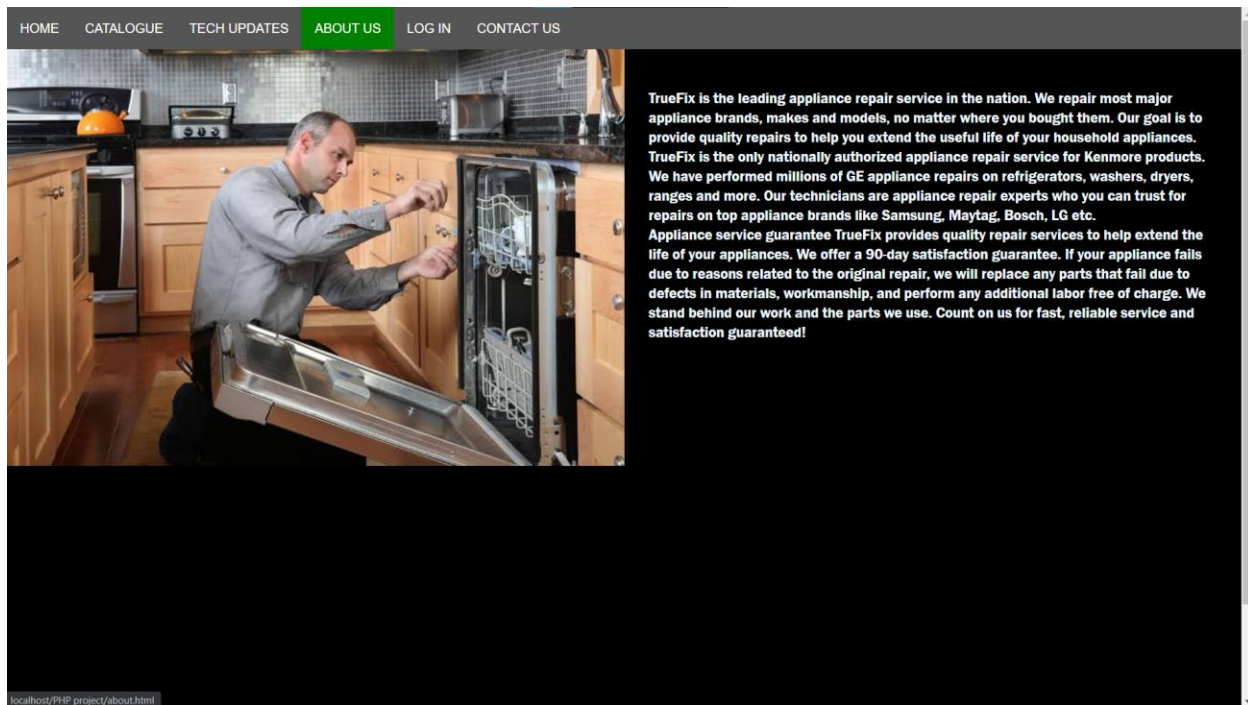 HOME CATALOGUE TECH UPDATES ABOUT US LOG IN CONTACT US
TrueFix is the leading appliance repair service in the nation. We repair most major
appliance brands, makes and models, no matter where you bought them. Our goal is to
provide quality repairs to help you extend the useful life of your household appliances.
TrueFix is the only nationally authorized appliance repair service for Kenmore products.
We have performed millions of GE appliance repairs on refrigerators, washers, dryers,
ranges and more. Our technicians are appliance repair experts who you can trust for
repairs on top appliance brands like Samsung, Maytag, Bosch, LG etc.
Appliance service guarantee TrueFix provides quality repair services to help extend the
life of your appliances. We offer a 90-day satisfaction guarantee. If your appliance fails
due to reasons related to the original repair, we will replace any parts that fail due to
defects in materials, workmanship, and perform any additional labor free of charge. We
stand behind our work and the parts we use. Count on us for fast, reliable service and
satisfaction guaranteed!
localhost/PHP project/about.html